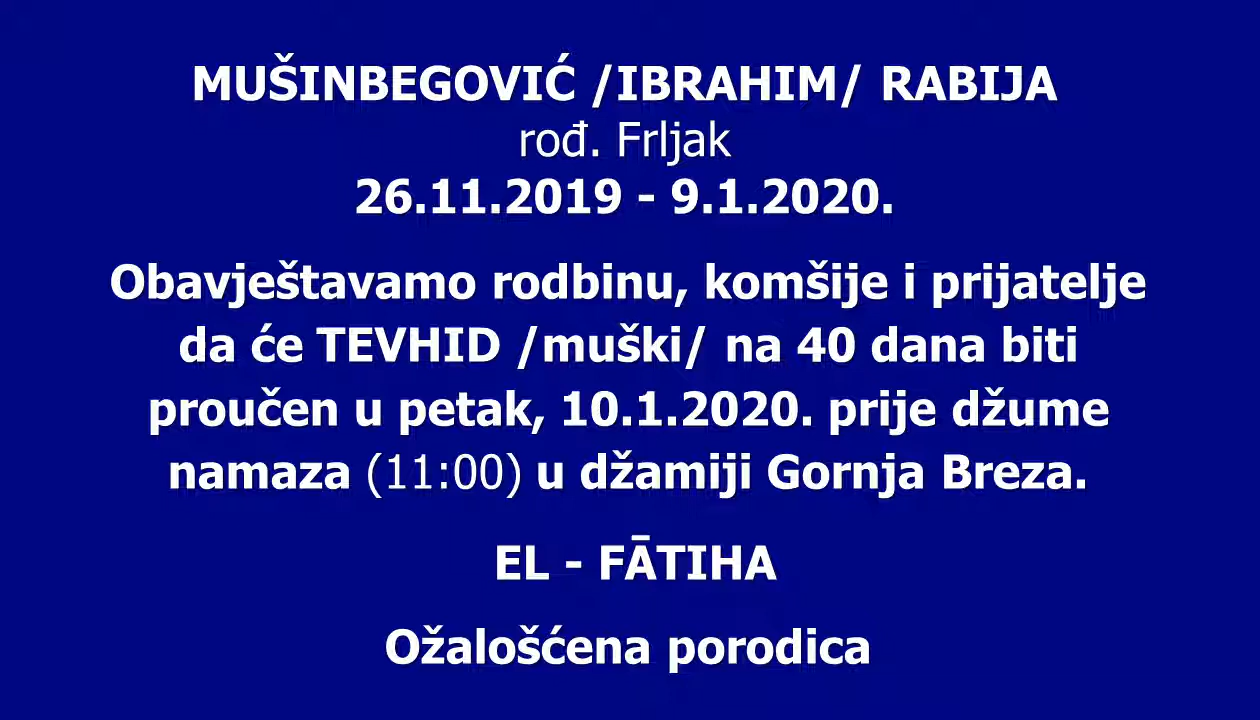 MUŠINBEGOVIĆ /IBRAHIM/ RABIJA
rođ. Frljak
26.11.2019 - 9.1.2020.
Obavještavamo rodbinu, komšije i prijatelje
da će TEVHID /muški/ na 40 dana biti
proučen u petak, 10.1.2020. prije džume
namaza (11:00) u džamiji Gornja Breza.
EL - FĀTIHA
Ožalošćena porodica